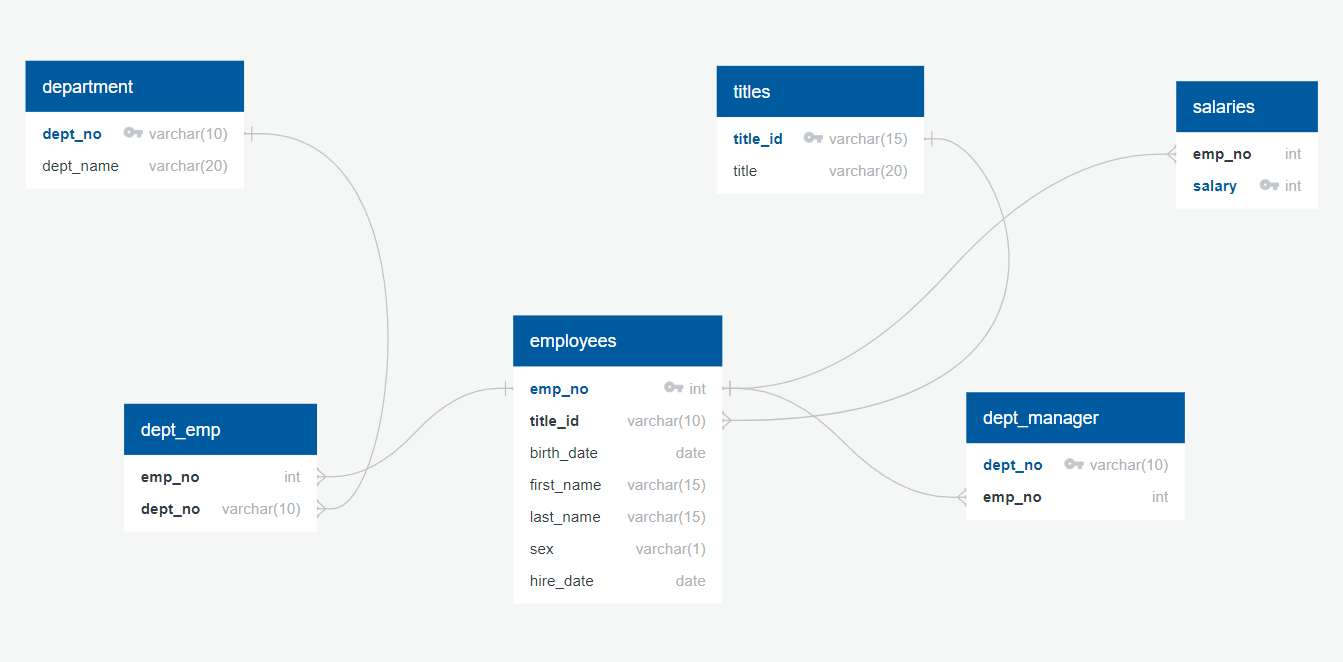 department
dept_no varchar(10)
dept_name varchar(20)
titles
title_id varchar(15)
title varchar(20)
salaries
emp_no int
salary int
employees
emp_no int
title_id varchar(10)
birth_date date
first_name varchar(15)
last_name varchar(15)
sex varchar(1)
hire_date date
dept_emp
emp_no int
dept_no varchar(10)
dept_manager
dept_no varchar(10)
emp_no int